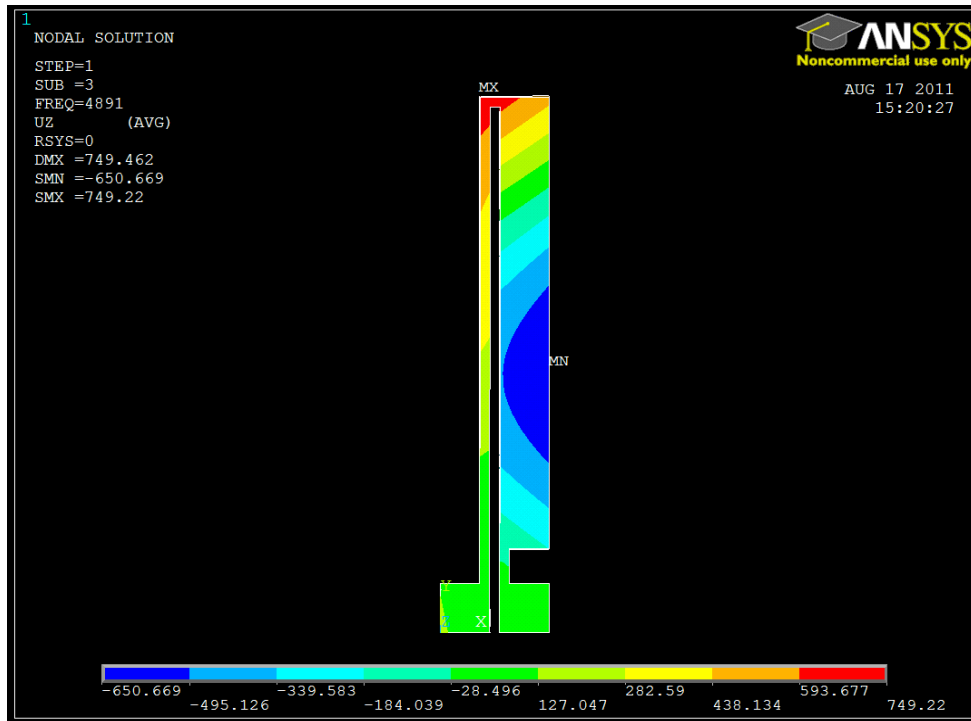 1
NODAL SOLUTION
STEP=1
SUB =3
FREQ=4891
UZ (AVG)
RSYS=0
DMX =749.462
SMN =-650.669
SMX =749.22
ANSYS
Noncommercial use only
AUG 17 2011
15:20:27
MX
MN
Y
X
-650.669 -339.583 -28.496 282.59 593.677
-495.126 -184.039 127.047 438.134 749.22